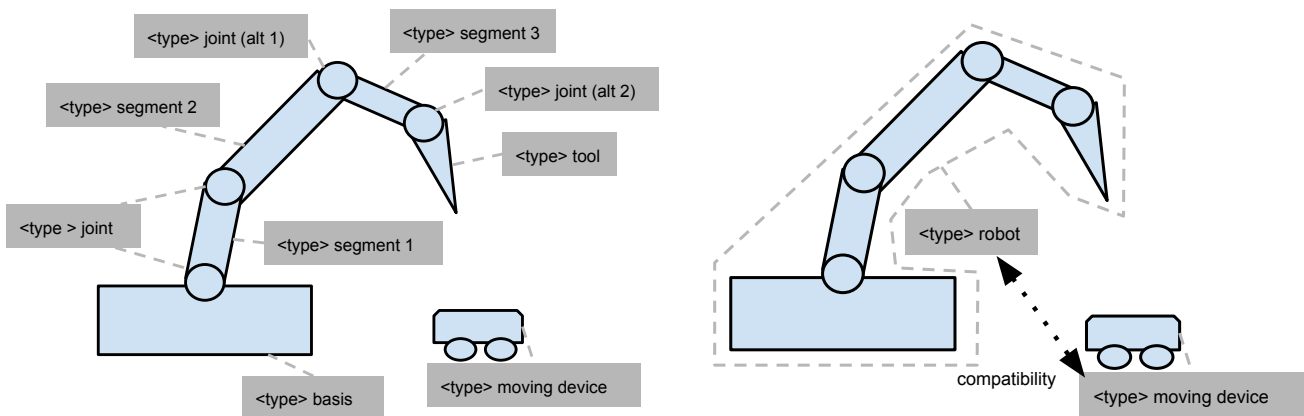 <type> joint (alt 1)
<type> segment 3
<type> segment 2
<type> joint (alt 2)
<type> tool
<type > joint
<type> segment 1
<type> moving device
<type> basis
<type> robot
compatibility
<type> moving device